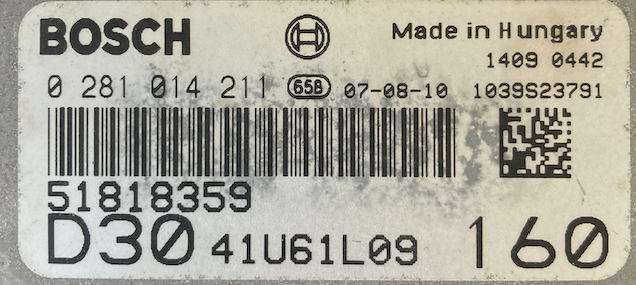 BOSCH Made in Hungary
1409 0442
0 281 014 211 658 07-08-10 1039S23791
51818359
D30 41U61L09 160